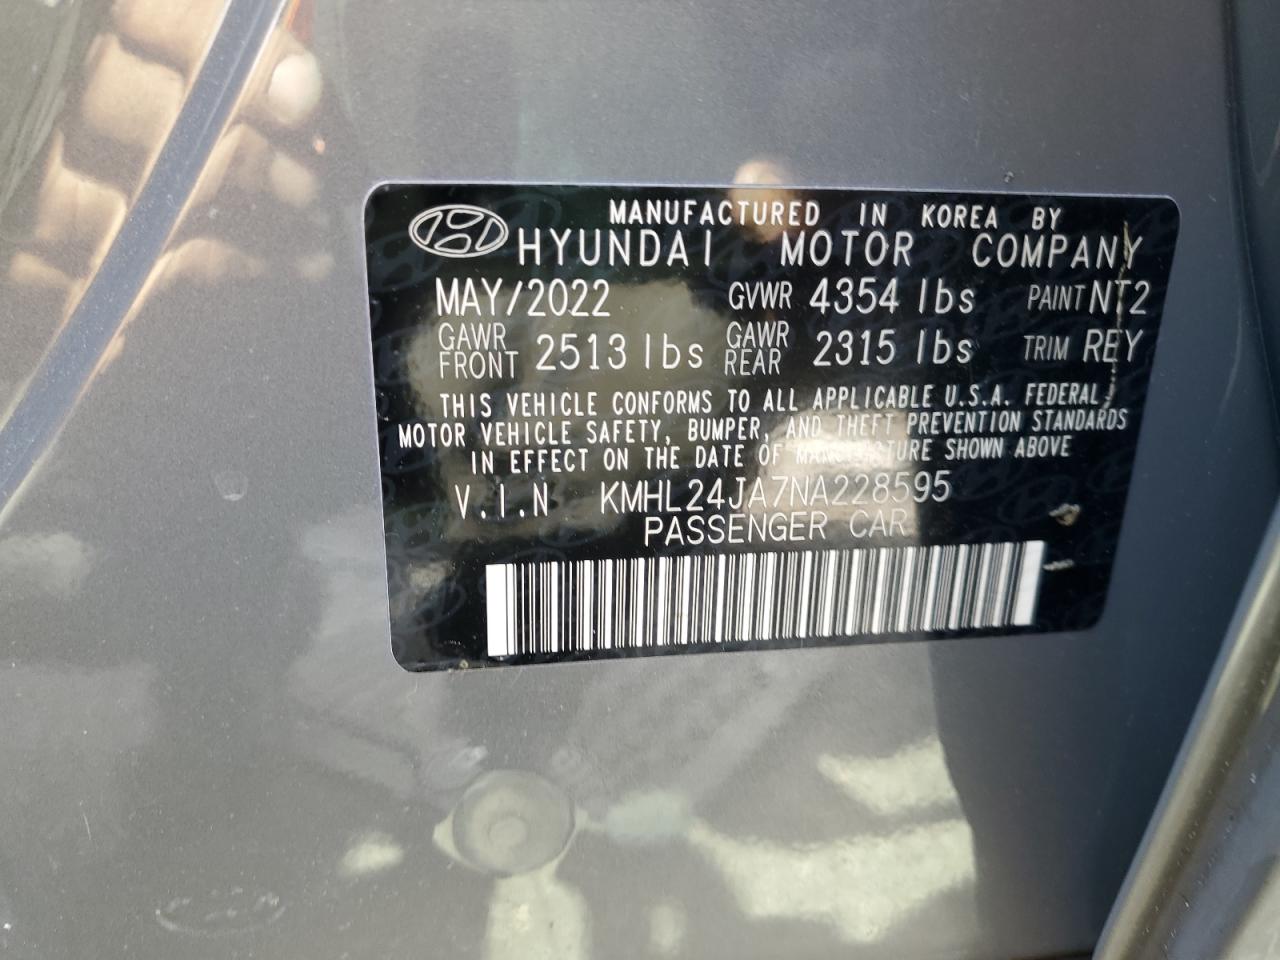 MANUFACTURED IN KOREA BY
HYUNDAI MOTOR COMPANY
MAY/2022 GVWR 4354 lbs PAINT NT2
GAWR FRONT 2513 lbs GAWR REAR 2315 lbs TRIM REY
THIS VEHICLE CONFORMS TO ALL APPLICABLE U.S.A. FEDERAL
MOTOR VEHICLE SAFETY, BUMPER, AND THEFT PREVENTION STANDARDS
IN EFFECT ON THE DATE OF MANUFACTURE SHOWN ABOVE
V.I.N KMHL24JA7NA228595
PASSENGER CAR